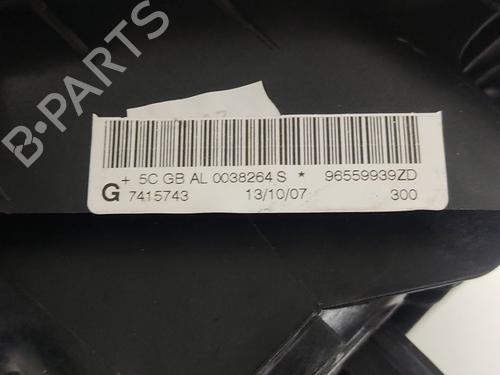 B-PARTS
+ 5C GB AL 0038264 S * 96559939ZD
G 7415743 13/10/07 300